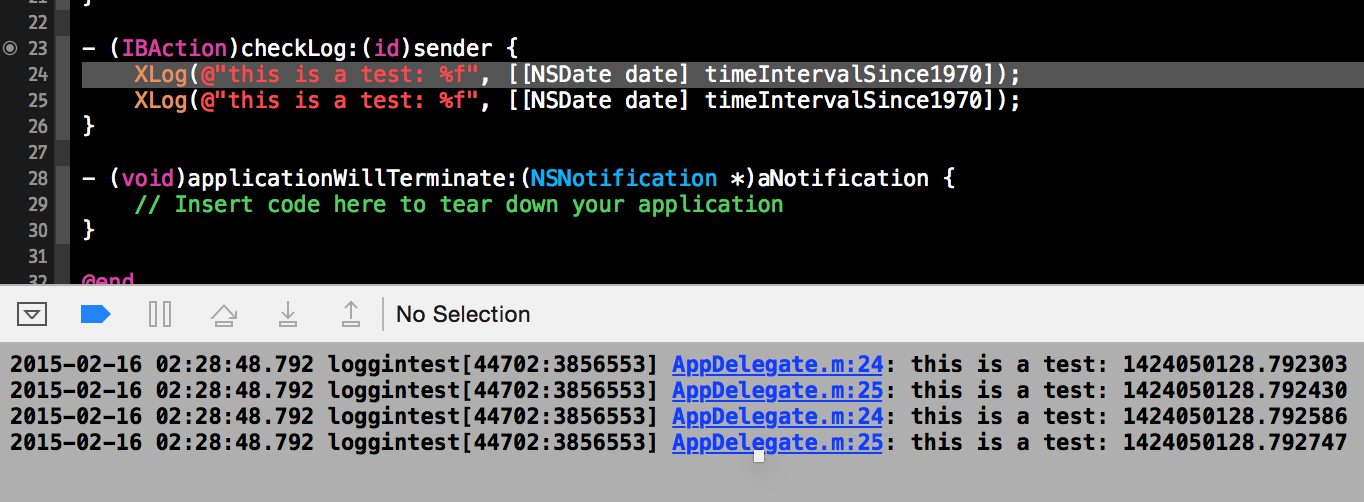 21 }
22
23 - (IBAction)checkLog:(id)sender {
24 XLog(@"this is a test: %f", [[NSDate date] timeIntervalSince1970]);
25 XLog(@"this is a test: %f", [[NSDate date] timeIntervalSince1970]);
26 }
27
28 - (void)applicationWillTerminate:(NSNotification *)aNotification {
29 // Insert code here to tear down your application
30 }
31
32 @end
No Selection
2015-02-16 02:28:48.792 loggintest[44702:3856553] AppDelegate.m:24: this is a test: 1424050128.792303
2015-02-16 02:28:48.792 loggintest[44702:3856553] AppDelegate.m:25: this is a test: 1424050128.792430
2015-02-16 02:28:48.792 loggintest[44702:3856553] AppDelegate.m:24: this is a test: 1424050128.792586
2015-02-16 02:28:48.792 loggintest[44702:3856553] AppDelegate.m:25: this is a test: 1424050128.792747